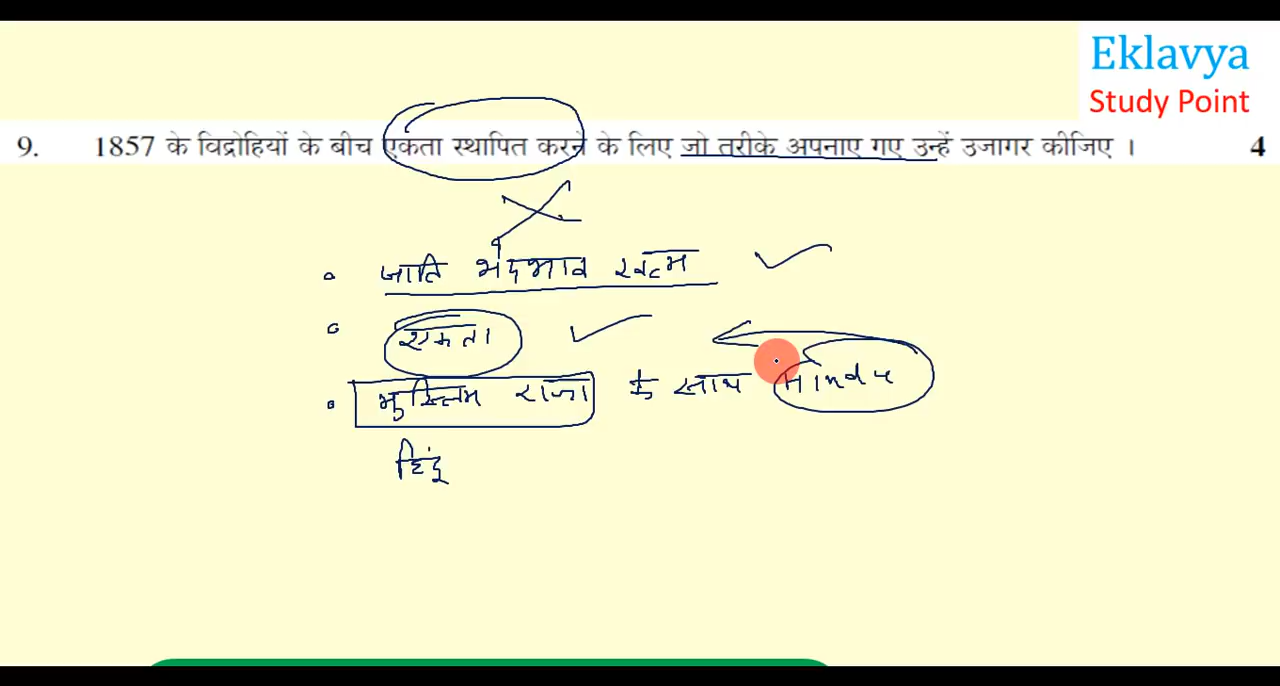 Eklavya
Study Point
9. 1857 के विद्रोहियों के बीच एकता स्थापित करने के लिए जो तरीके अपनाए गए उन्हें उजागर कीजिए । 4
• जाति भेदभाव खत्म
• एकता
• मुस्लिम राजा के साथ Hindu
हिंदू